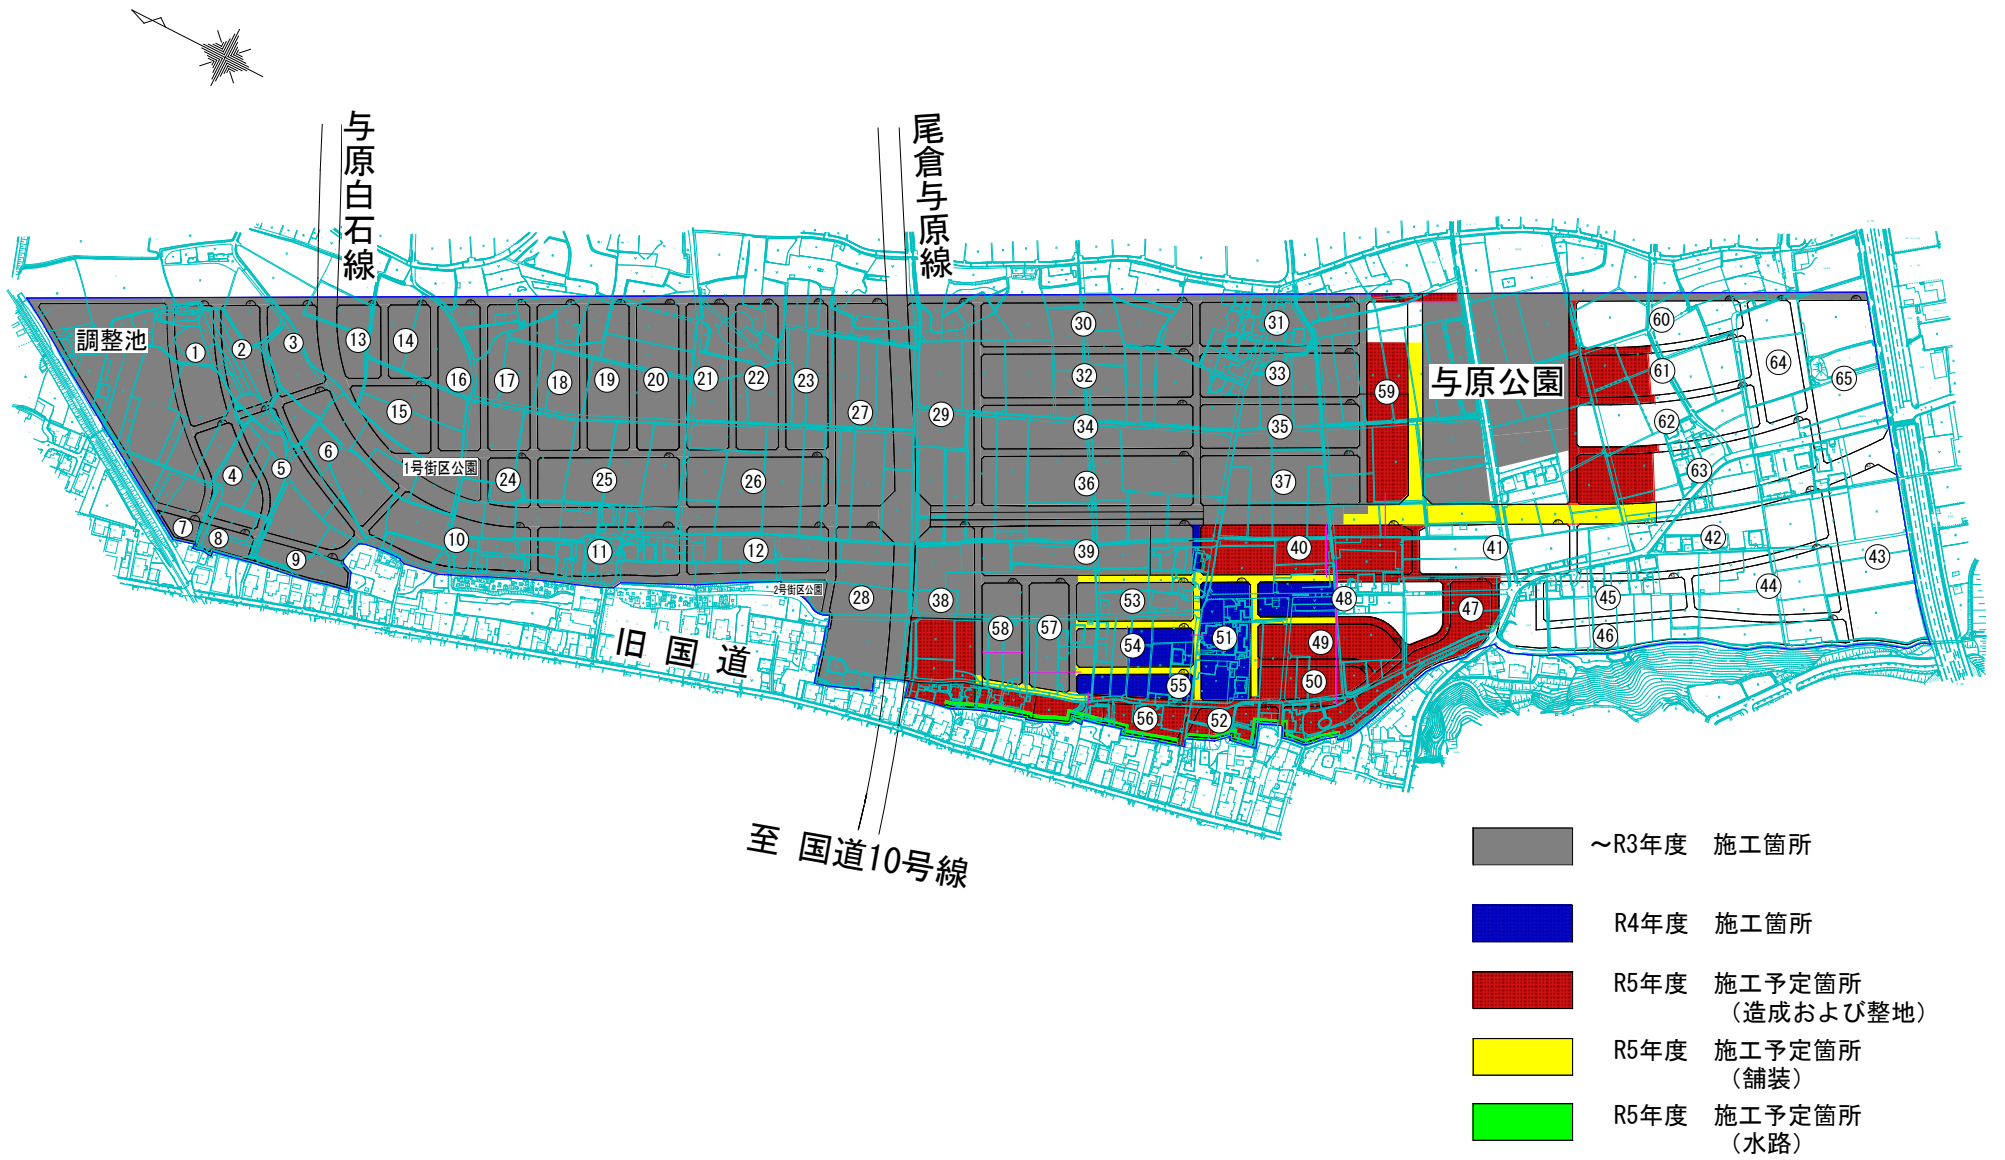 与原白石線
尾倉与原線
調整池
与原公園
1号街区公園
2号街区公園
旧国道
至 国道10号線
① ② ③ ④ ⑤ ⑥ ⑦ ⑧ ⑨ ⑩
⑪ ⑫ ⑬ ⑭ ⑮ ⑯ ⑰ ⑱ ⑲ ⑳
㉑ ㉒ ㉓ ㉔ ㉕ ㉖ ㉗ ㉘ ㉙ 30
31 32 33 34 35 36 37 38 39 40
41 42 43 44 45 46 47 48 49 50
51 52 53 54 55 56 57 58 59 60
61 62 63 64 65
～R3年度 施工箇所
R4年度 施工箇所
R5年度 施工予定箇所
（造成および整地）
R5年度 施工予定箇所
（舗装）
R5年度 施工予定箇所
（水路）